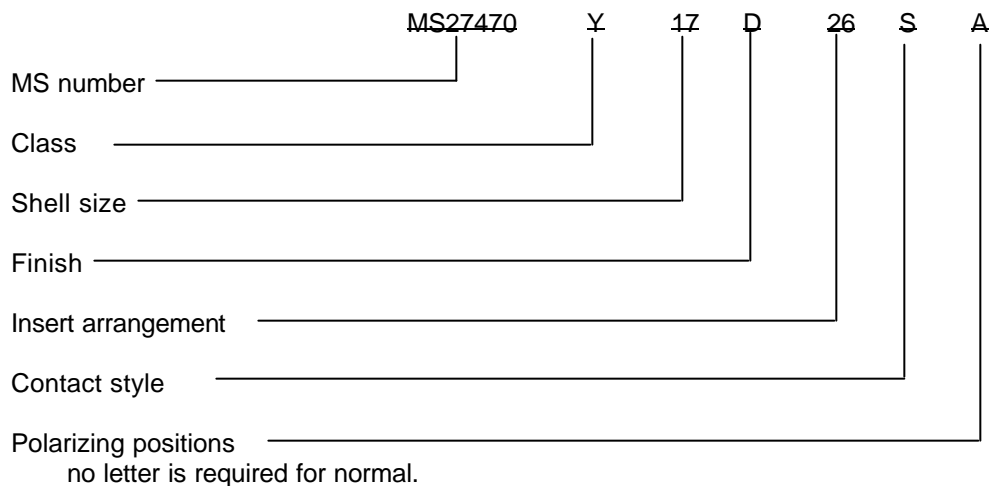 MS27470 Y 17 D 26 S A
MS number
Class
Shell size
Finish
Insert arrangement
Contact style
Polarizing positions
no letter is required for normal.